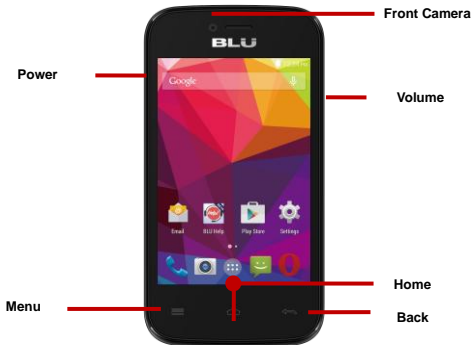 Front Camera
BLU
Power
Google
Volume
Email
BLU Help
Play Store
Settings
Home
Menu
Back